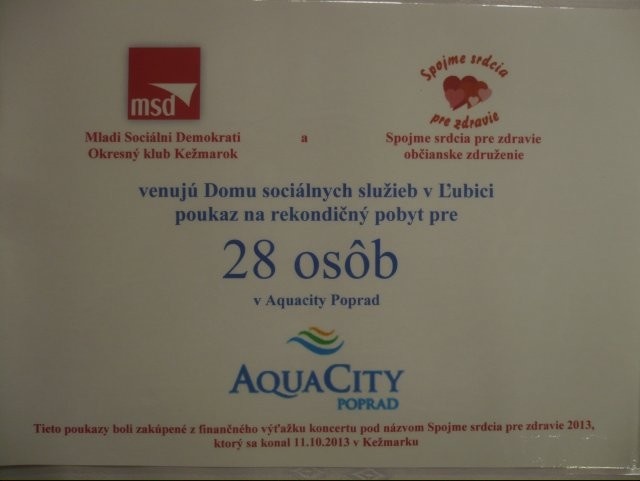 msd
Spojme srdcia
pre zdravie
Mladí Sociálni Demokrati a Spojme srdcia pre zdravie
Okresný klub Kežmarok občianske združenie
venujú Domu sociálnych služieb v Ľubici
poukaz na rekondičný pobyt pre
28 osôb
v Aquacity Poprad
AQUACITY
POPRAD
Tieto poukazy boli zakúpené z finančného výťažku koncertu pod názvom Spojme srdcia pre zdravie 2013,
ktorý sa konal 11.10.2013 v Kežmarku